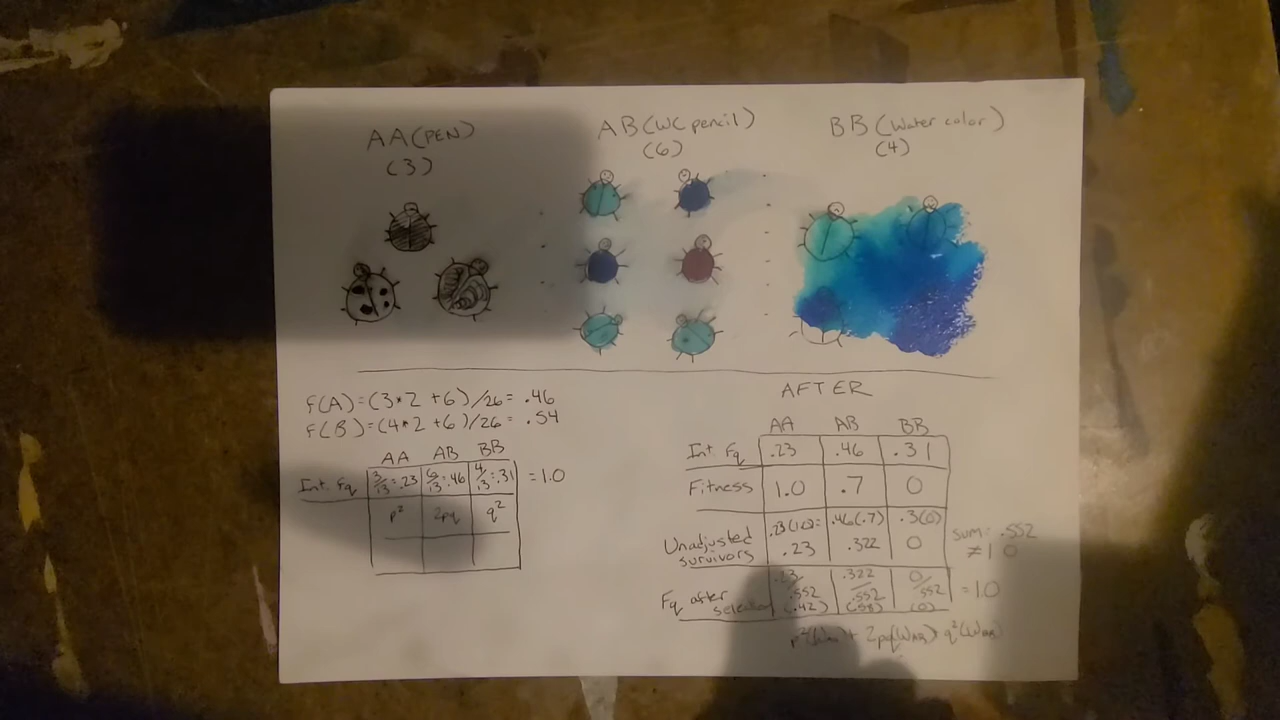 AA(PEN)
(3)
AB(WC pencil)
(6)
BB(Water color)
(4)
f(A)=(3*2 +6)/26= .46
f(B)=(4*2 +6)/26= .54
AA AB BB
Int. Fq 3/13=.23 6/13=.46 4/13=.31 =1.0
p² 2pq q²
AFTER
AA AB BB
Int. Fq .23 .46 .31
Fitness 1.0 .7 0
Unadjusted survivors .23(1.0)= .23 .46(.7) .322 .3(0) 0 sum= .552 ≠ 1.0
Fq after selection .23/.552 (.42) .322/.552 (.58) 0/.552 (0) =1.0